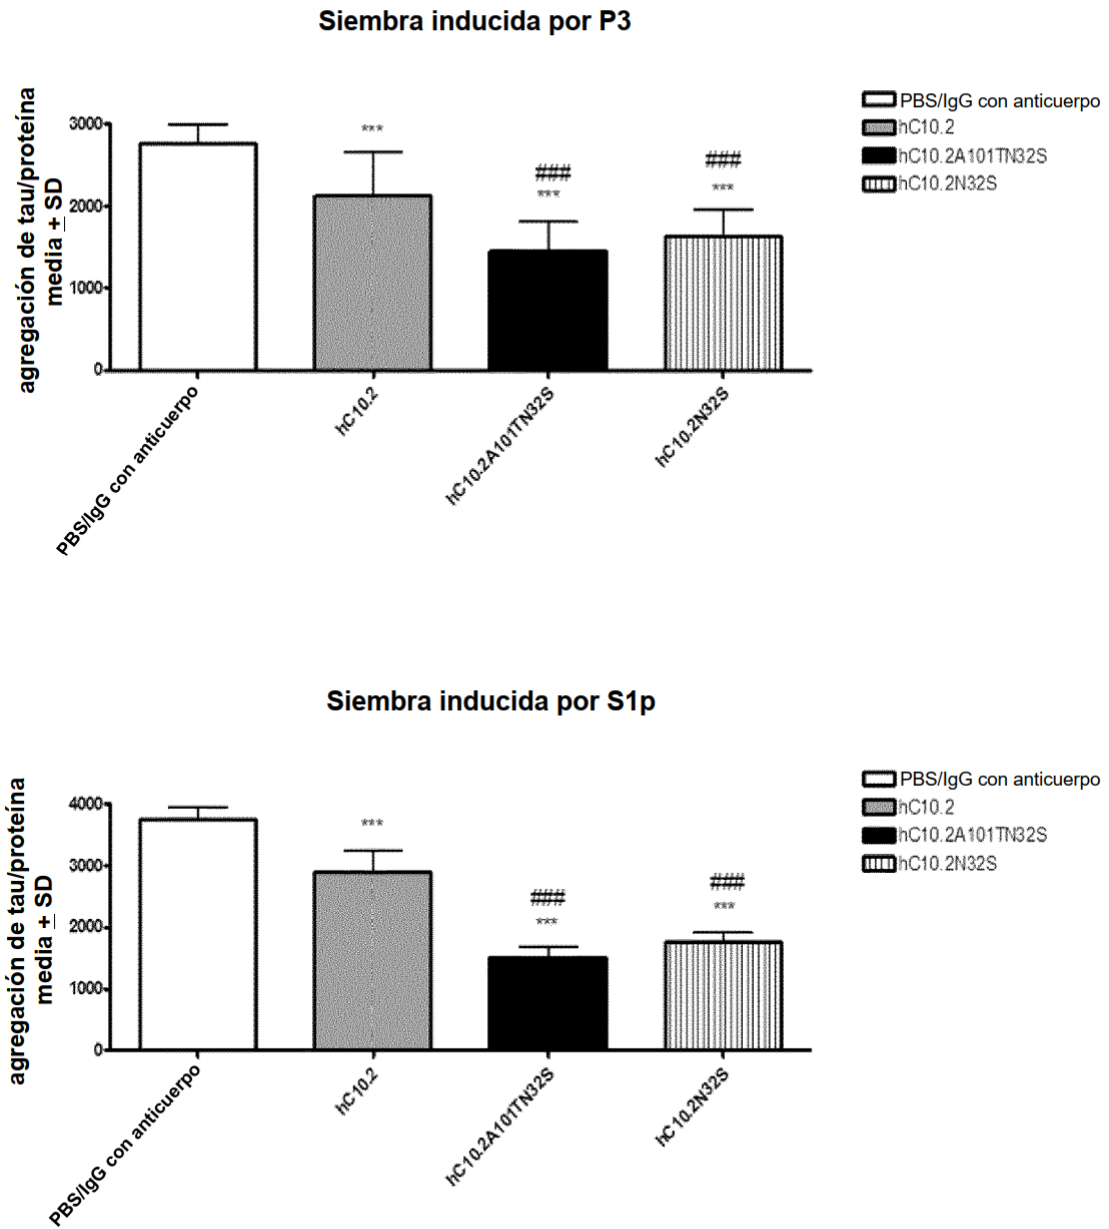 Siembra inducida por P3
agregación de tau/proteína
media ± SD
3000
2000
1000
0
***
###
***
###
***
PBS/IgG con anticuerpo
hC10.2
hC10.2A101TN32S
hC10.2N32S
PBS/IgG con anticuerpo
hC10.2
hC10.2A101TN32S
hC10.2N32S
Siembra inducida por S1p
agregación de tau/proteína
media ± SD
4000
3000
2000
1000
0
***
###
***
###
***
PBS/IgG con anticuerpo
hC10.2
hC10.2A101TN32S
hC10.2N32S
PBS/IgG con anticuerpo
hC10.2
hC10.2A101TN32S
hC10.2N32S